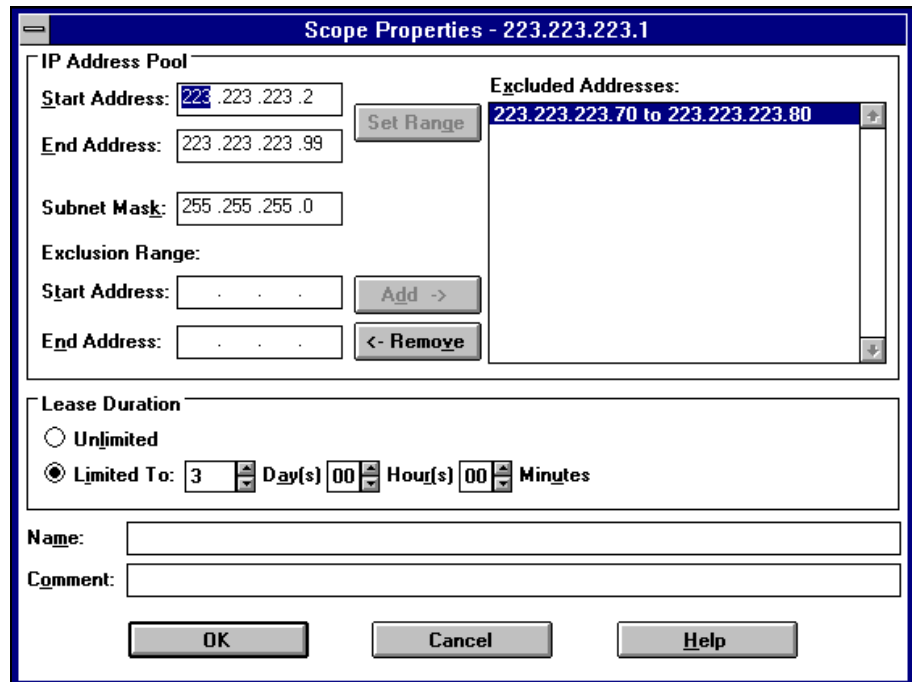 Scope Properties - 223.223.223.1
IP Address Pool
Start Address: 223 .223 .223 .2
Set Range
End Address: 223 .223 .223 .99
Subnet Mask: 255 .255 .255 .0
Exclusion Range:
Start Address: . . .
Add ->
End Address: . . .
<- Remove
Excluded Addresses:
223.223.223.70 to 223.223.223.80
Lease Duration
Unlimited
Limited To: 3 Day(s) 00 Hour(s) 00 Minutes
Name:
Comment:
OK Cancel Help